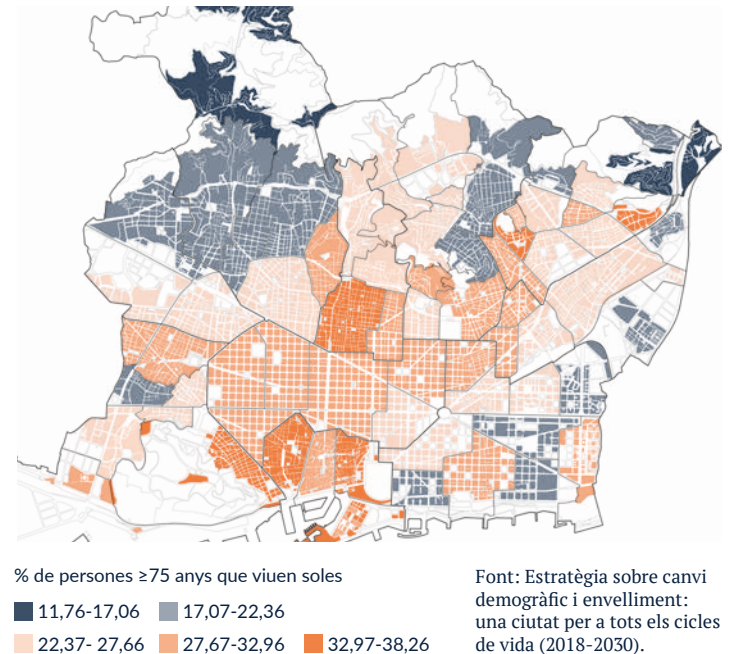 % de persones ≥75 anys que viuen soles
11,76-17,06
17,07-22,36
22,37- 27,66
27,67-32,96
32,97-38,26
Font: Estratègia sobre canvi
demogràfic i envelliment:
una ciutat per a tots els cicles
de vida (2018-2030).